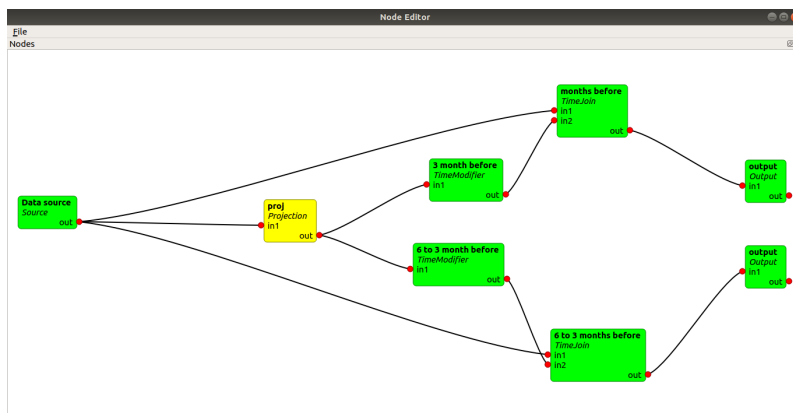 Node Editor
File
Nodes
months before
TimeJoin
in1
in2
out
3 month before
TimeModifier
in1
out
output
Output
in1
out
Data source
Source
out
proj
Projection
in1
out
6 to 3 month before
TimeModifier
in1
out
output
Output
in1
out
6 to 3 months before
TimeJoin
in1
in2
out